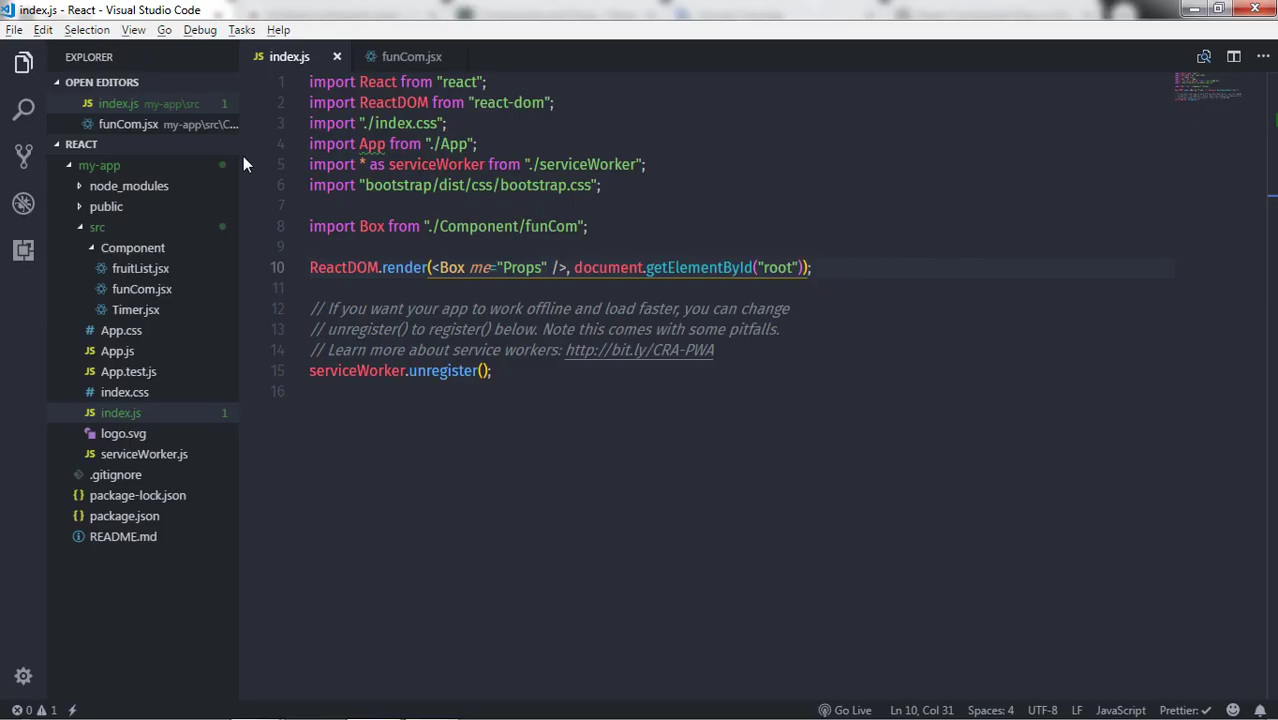 index.js - React - Visual Studio Code
File Edit Selection View Go Debug Tasks Help
EXPLORER
OPEN EDITORS
JS index.js my-app\src 1
funCom.jsx my-app\src\C...
REACT
my-app
node_modules
public
src
Component
fruitList.jsx
funCom.jsx
Timer.jsx
# App.css
JS App.js
JS App.test.js
# index.css
JS index.js 1
logo.svg
JS serviceWorker.js
.gitignore
{} package-lock.json
{} package.json
README.md
JS index.js × funCom.jsx
1 import React from "react";
2 import ReactDOM from "react-dom";
3 import "./index.css";
4 import App from "./App";
5 import * as serviceWorker from "./serviceWorker";
6 import "bootstrap/dist/css/bootstrap.css";
7
8 import Box from "./Component/funCom";
9
10 ReactDOM.render(<Box me="Props" />, document.getElementById("root"));
11
12 // If you want your app to work offline and load faster, you can change
13 // unregister() to register() below. Note this comes with some pitfalls.
14 // Learn more about service workers: http://bit.ly/CRA-PWA
15 serviceWorker.unregister();
16
0 1 Go Live Ln 10, Col 31 Spaces: 4 UTF-8 LF JavaScript Prettier: ✓